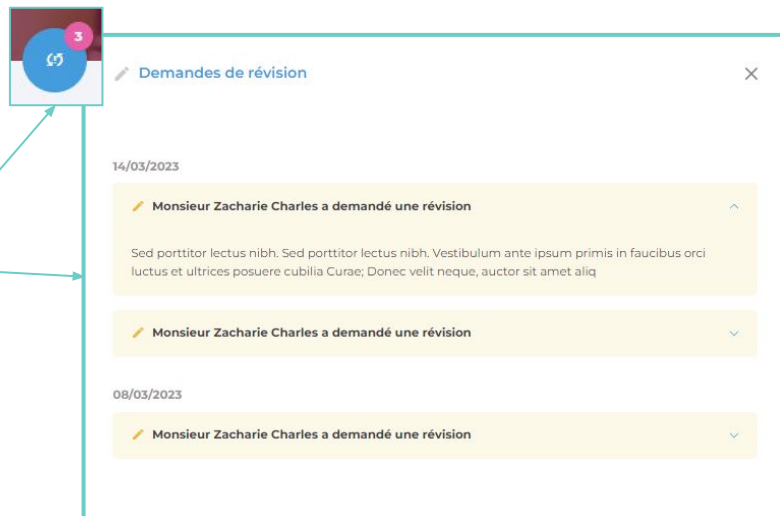 3
Demandes de révision
14/03/2023
Monsieur Zacharie Charles a demandé une révision
Sed porttitor lectus nibh. Sed porttitor lectus nibh. Vestibulum ante ipsum primis in faucibus orci
luctus et ultrices posuere cubilia Curae; Donec velit neque, auctor sit amet aliq
Monsieur Zacharie Charles a demandé une révision
08/03/2023
Monsieur Zacharie Charles a demandé une révision